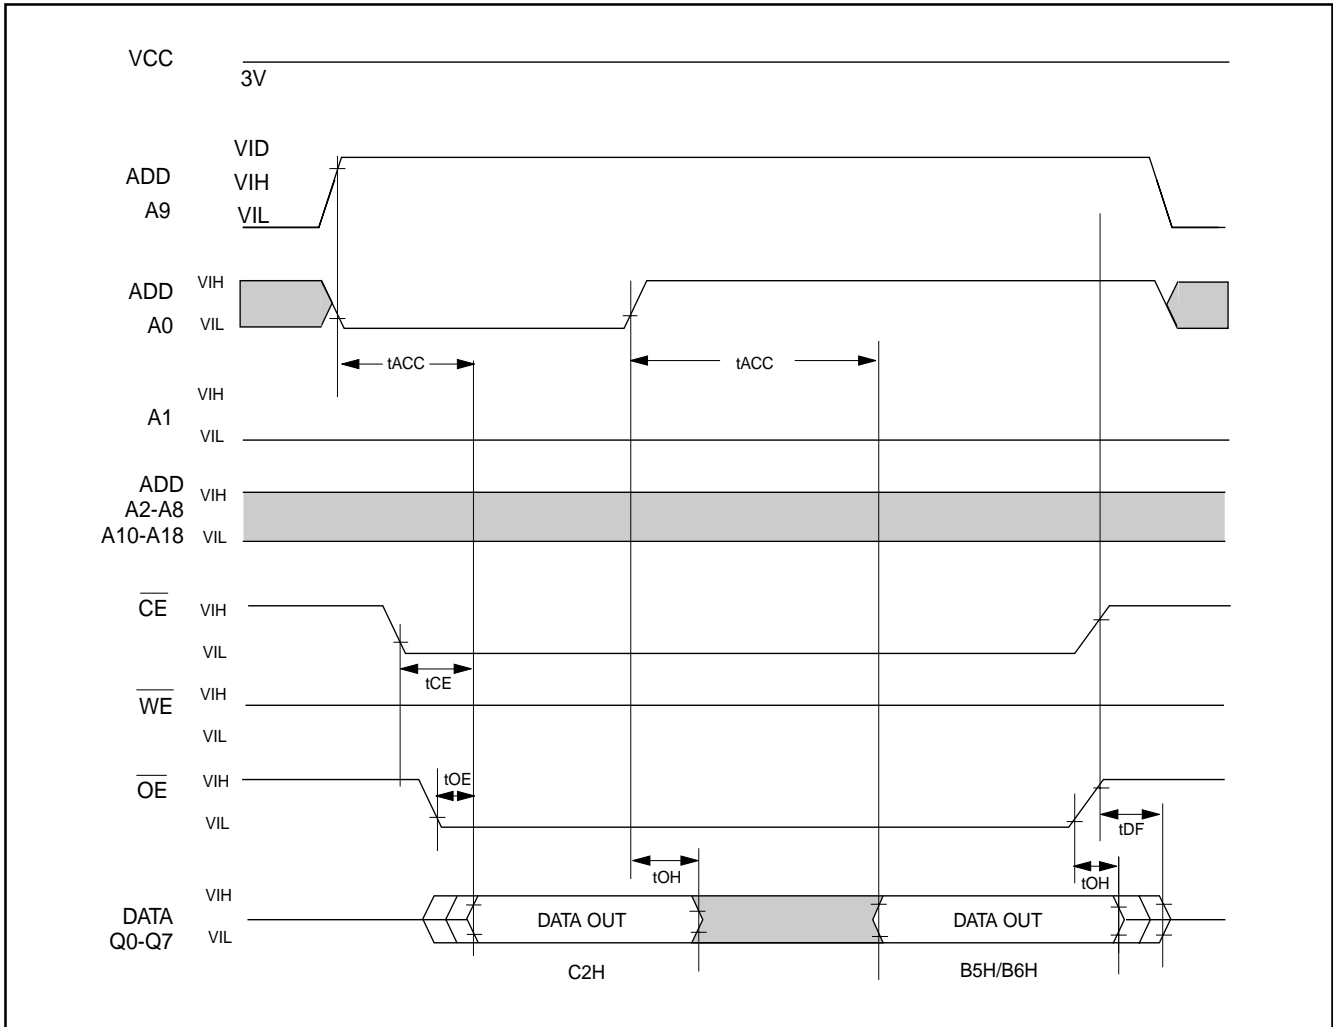 VCC
3V
VID
ADD
VIH
A9
VIL
ADD
VIH
A0
VIL
tACC
tACC
VIH
A1
VIL
ADD
VIH
A2-A8
A10-A18
VIL
CE
VIH
VIL
tCE
WE
VIH
VIL
OE
VIH
tOE
VIL
tDF
tOH
tOH
VIH
DATA
DATA OUT
DATA OUT
Q0-Q7
VIL
C2H
B5H/B6H